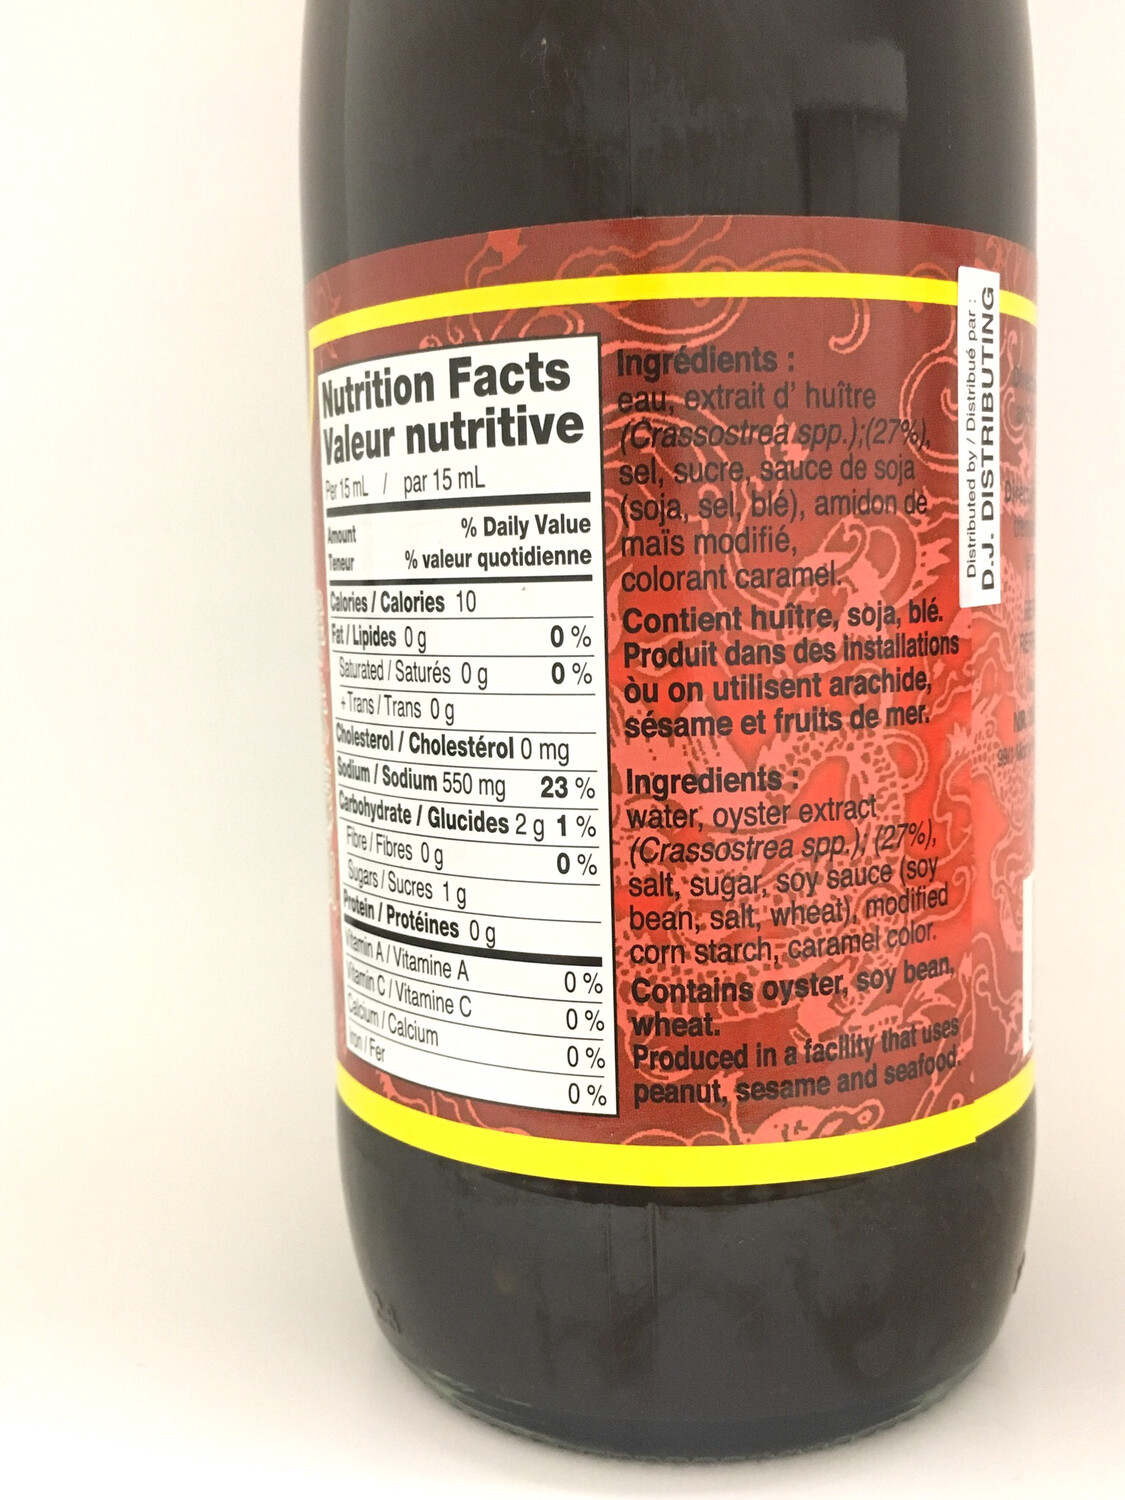 Nutrition Facts
Valeur nutritive
Per 15 mL / par 15 mL
Amount % Daily Value
Teneur % valeur quotidienne
Calories / Calories 10
Fat / Lipides 0 g 0 %
Saturated / Saturés 0 g 0 %
+ Trans / Trans 0 g
Cholesterol / Cholestérol 0 mg
Sodium / Sodium 550 mg 23 %
Carbohydrate / Glucides 2 g 1 %
Fibre / Fibres 0 g 0 %
Sugars / Sucres 1 g
Protein / Protéines 0 g
Vitamin A / Vitamine A 0 %
Vitamin C / Vitamine C 0 %
Calcium / Calcium 0 %
Iron / Fer 0 %
Ingrédients :
eau, extrait d' huître
(Crassostrea spp.);(27%),
sel, sucre, sauce de soja
(soja, sel, blé), amidon de
maïs modifié,
colorant caramel.
Contient huître, soja, blé.
Produit dans des installations
òu on utilisent arachide,
sésame et fruits de mer.
Ingredients :
water, oyster extract
(Crassostrea spp.); (27%),
salt, sugar, soy sauce (soy
bean, salt, wheat), modified
corn starch, caramel color.
Contains oyster, soy bean,
wheat.
Produced in a facility that uses
peanut, sesame and seafood.
Distributed by / Distribué par :
D.J. DISTRIBUTING